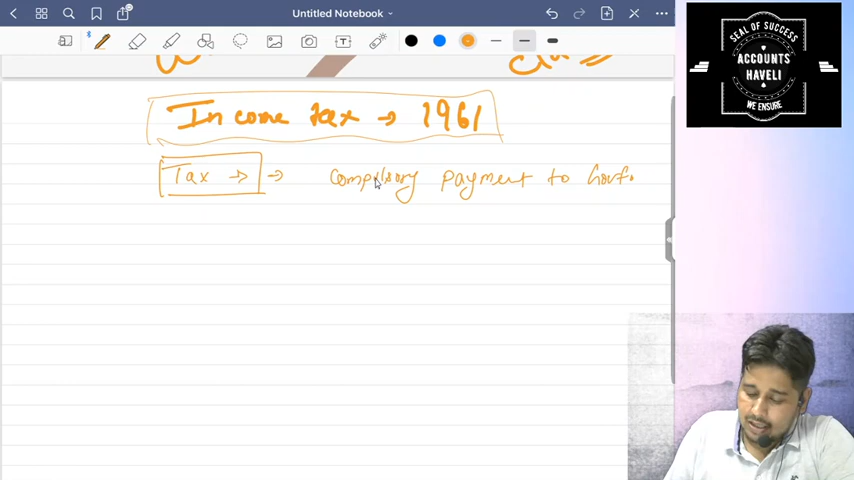 Untitled Notebook
SEAL OF SUCCESS
ACCOUNTS
HAVELI
WE ENSURE
Income tax → 1961
Tax → → compulsory payment to Govt.